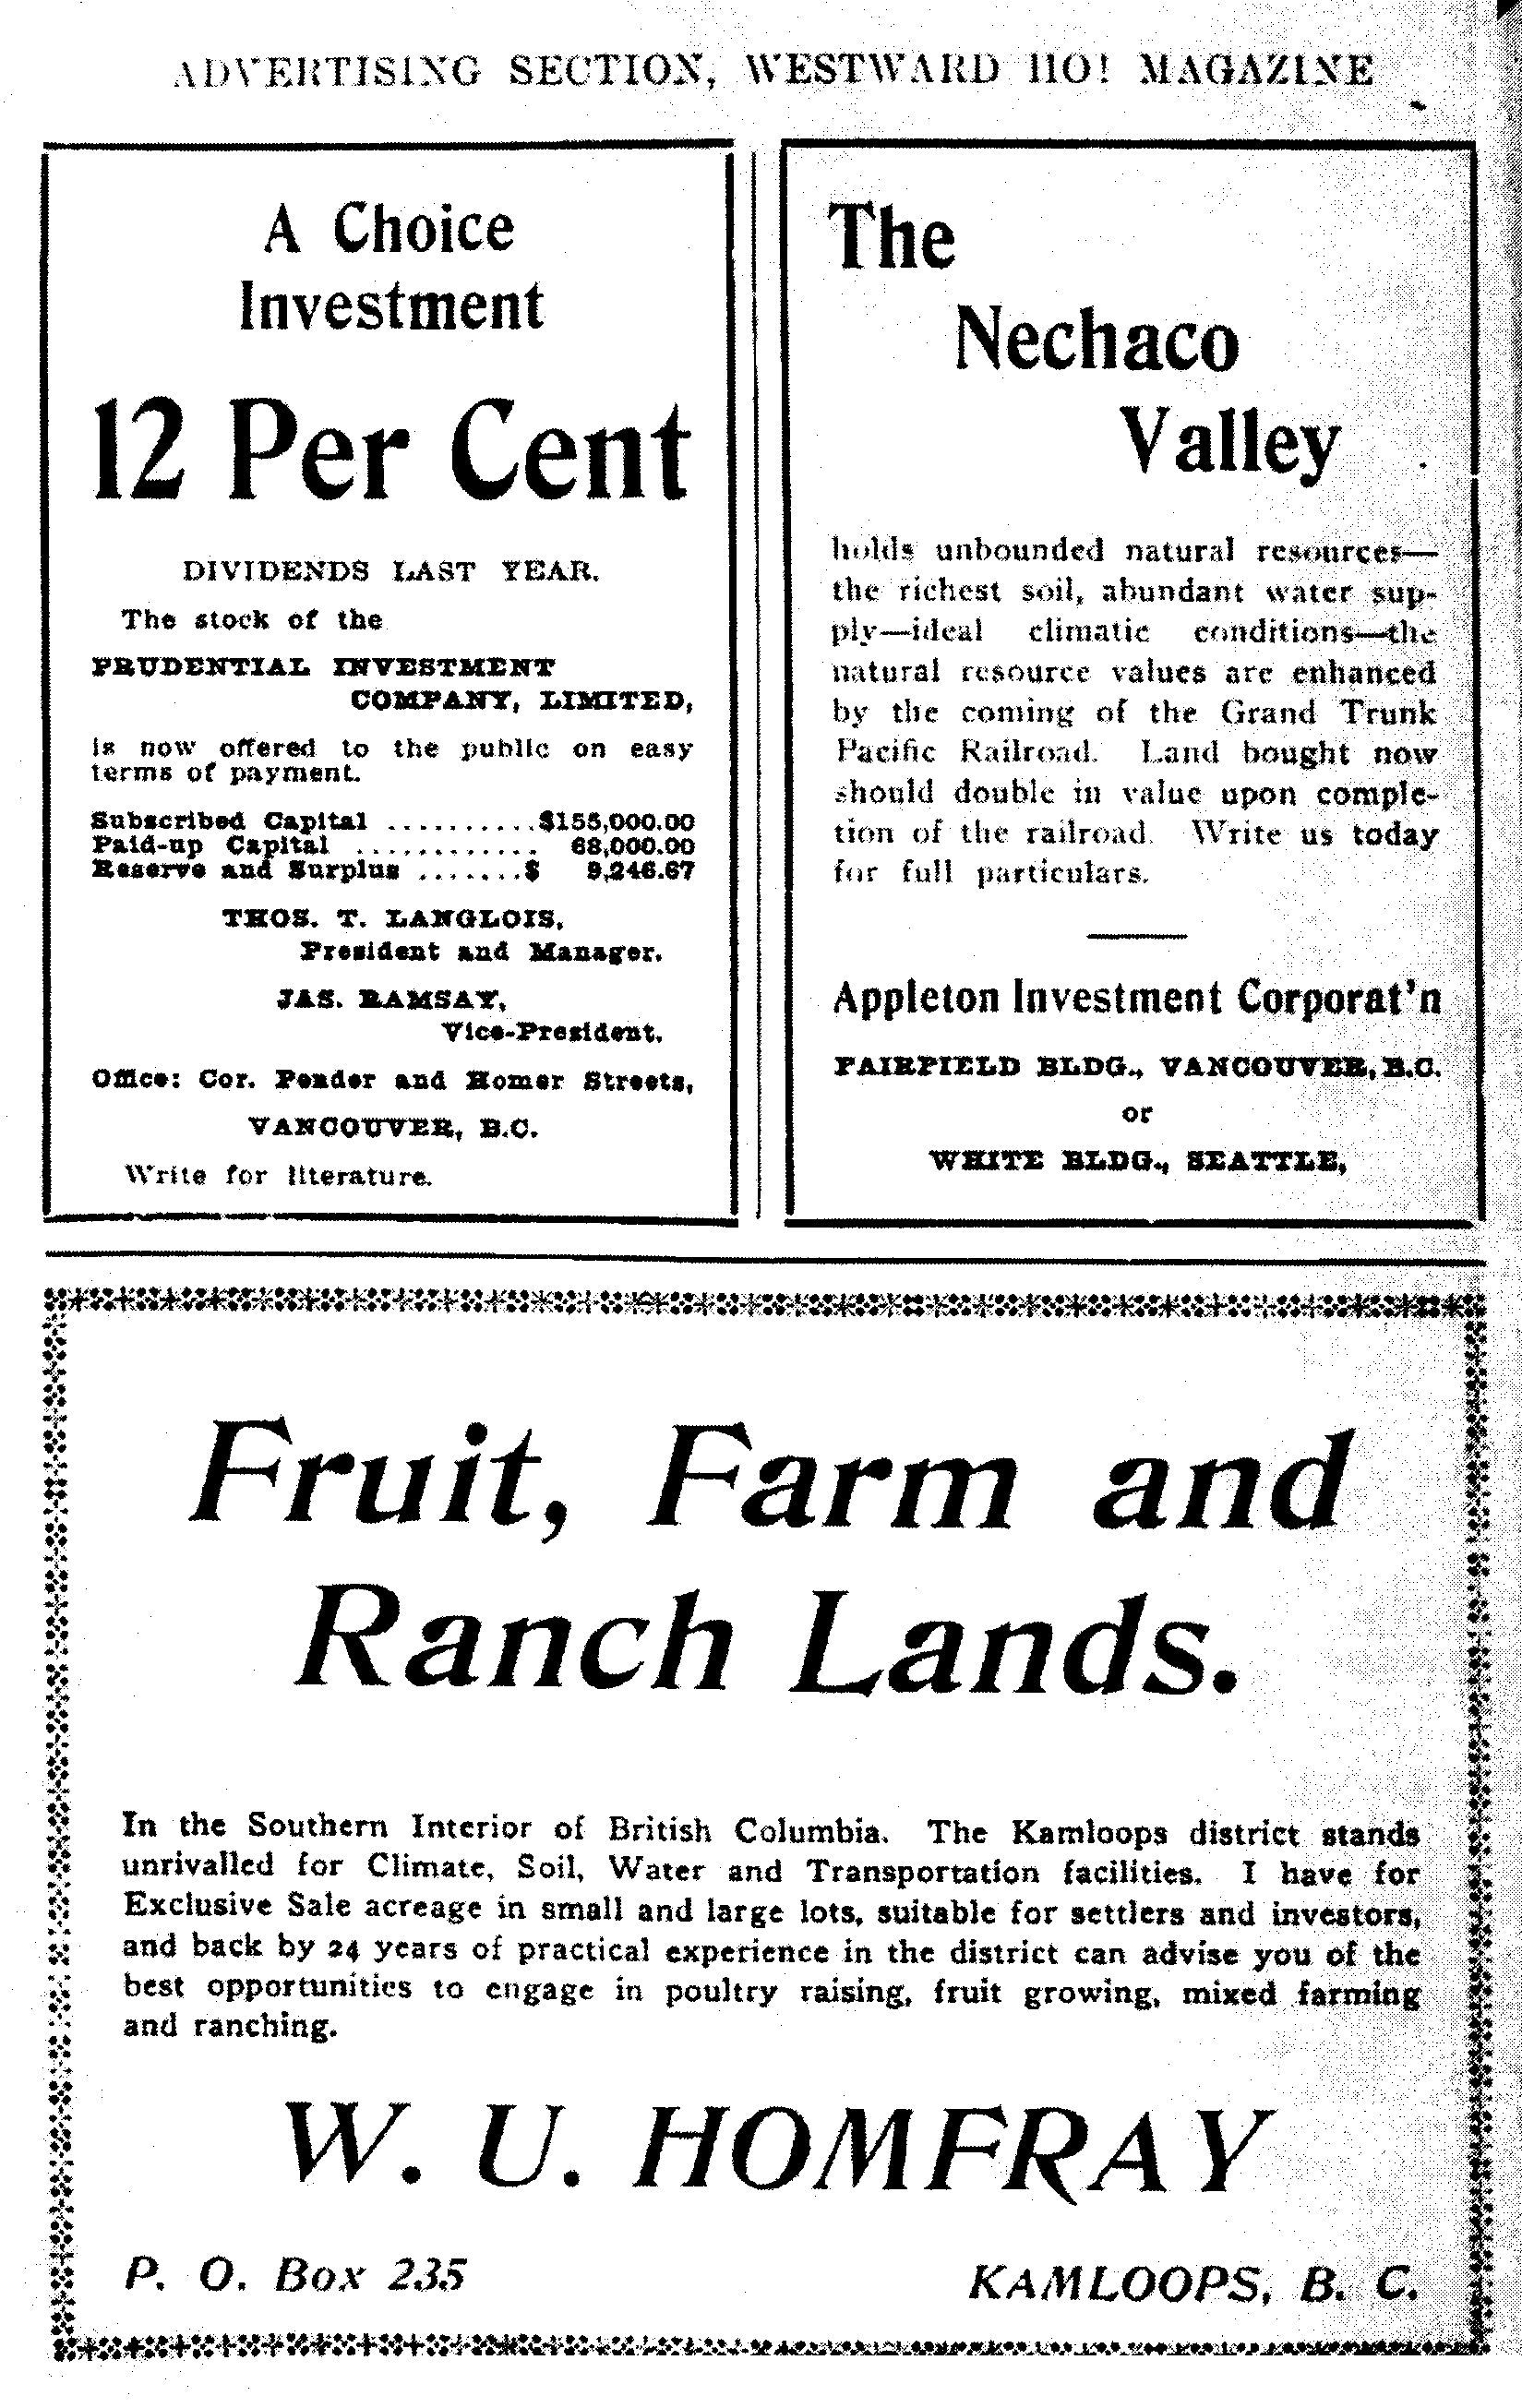 ADVERTISING SECTION, WESTWARD HO! MAGAZINE
A Choice
Investment
12 Per Cent
DIVIDENDS LAST YEAR.
The stock of the
PRUDENTIAL INVESTMENT
COMPANY, LIMITED,
is now offered to the public on easy
terms of payment.
Subscribed Capital ..........$155,000.00
Paid-up Capital ............ 68,000.00
Reserve and Surplus .......$ 9,246.67
THOS. T. LANGLOIS,
President and Manager.
JAS. RAMSAY,
Vice-President.
Office: Cor. Pender and Homer Streets,
VANCOUVER, B.C.
Write for literature.
The
Nechaco
Valley
holds unbounded natural resources—
the richest soil, abundant water sup-
ply—ideal climatic conditions—the
natural resource values are enhanced
by the coming of the Grand Trunk
Pacific Railroad. Land bought now
should double in value upon comple-
tion of the railroad. Write us today
for full particulars.
Appleton Investment Corporat'n
FAIRFIELD BLDG., VANCOUVER, B.C.
or
WHITE BLDG., SEATTLE,
Fruit, Farm and
Ranch Lands.
In the Southern Interior of British Columbia. The Kamloops district stands
unrivalled for Climate, Soil, Water and Transportation facilities. I have for
Exclusive Sale acreage in small and large lots, suitable for settlers and investors,
and back by 24 years of practical experience in the district can advise you of the
best opportunities to engage in poultry raising, fruit growing, mixed farming
and ranching.
W. U. HOMFRAY
P. O. Box 235
KAMLOOPS, B. C.